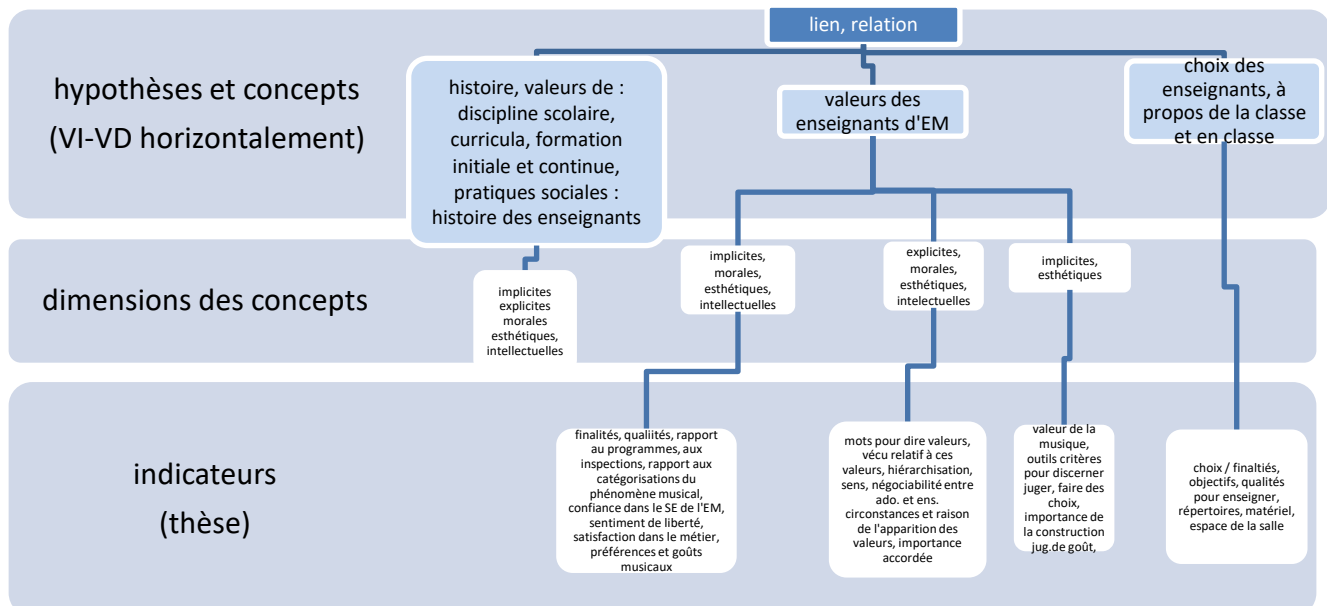 lien, relation
hypothèses et concepts
(VI-VD horizontalement)
histoire, valeurs de :
discipline scolaire,
curricula, formation
initiale et continue,
pratiques sociales :
histoire des enseignants
valeurs des
enseignants d'EM
choix des
enseignants, à
propos de la classe
et en classe
dimensions des concepts
implicites
explicites
morales
esthétiques,
intellectuelles
implicites,
morales,
esthétiques,
intellectuelles
explicites,
morales,
esthétiques,
intelectuelles
implicites,
esthétiques
indicateurs
(thèse)
finalités, qualiités, rapport
au programmes, aux
inspections, rapport aux
catégorisations du
phénomène musical,
confiance dans le SE de l'EM,
sentiment de liberté,
satisfaction dans le métier,
préférences et goûts
musicaux
mots pour dire valeurs,
vécu relatif à ces
valeurs, hiérarchisation,
sens, négociabilité entre
ado. et ens.
circonstances et raison
de l'apparition des
valeurs, importance
accordée
valeur de la
musique,
outils critères
pour discerner
juger, faire des
choix,
importance de
la construction
jug.de goût,
choix / finaltiés,
objectifs, qualités
pour enseigner,
répertoires, matériel,
espace de la salle